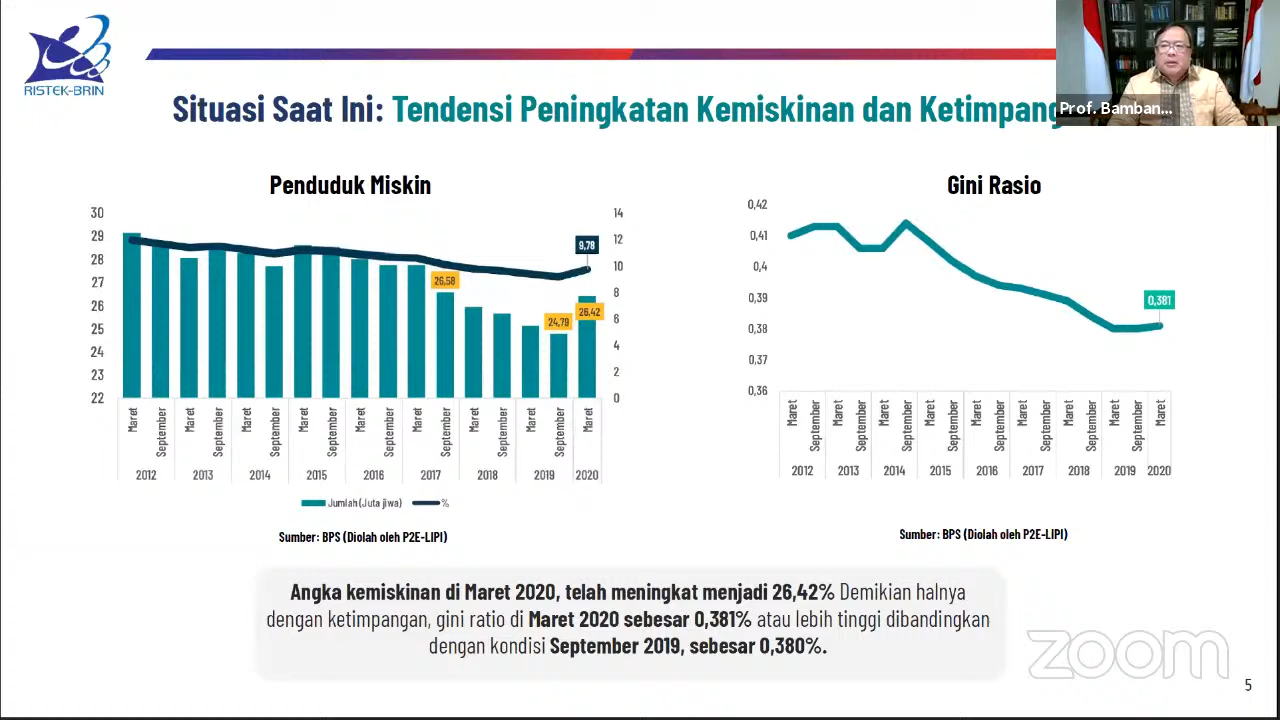 RISTEK-BRIN
Situasi Saat Ini: Tendensi Peningkatan Kemiskinan dan Ketimpang
Prof. Bamban...
Penduduk Miskin
30
29
28
27
26
25
24
23
22
14
12
10
8
6
4
2
0
26,58
24,79
26,42
9,78
Maret September Maret September Maret September Maret September Maret September Maret September Maret September Maret September Maret
2012 2013 2014 2015 2016 2017 2018 2019 2020
Jumlah (Juta jiwa) %
Sumber: BPS (Diolah oleh P2E-LIPI)
Gini Rasio
0,42
0,41
0,4
0,39
0,38
0,37
0,36
0,381
Maret September Maret September Maret September Maret September Maret September Maret September Maret September Maret September Maret
2012 2013 2014 2015 2016 2017 2018 2019 2020
Sumber: BPS (Diolah oleh P2E-LIPI)
Angka kemiskinan di Maret 2020, telah meningkat menjadi 26,42% Demikian halnya
dengan ketimpangan, gini ratio di Maret 2020 sebesar 0,381% atau lebih tinggi dibandingkan
dengan kondisi September 2019, sebesar 0,380%.
zoom
5